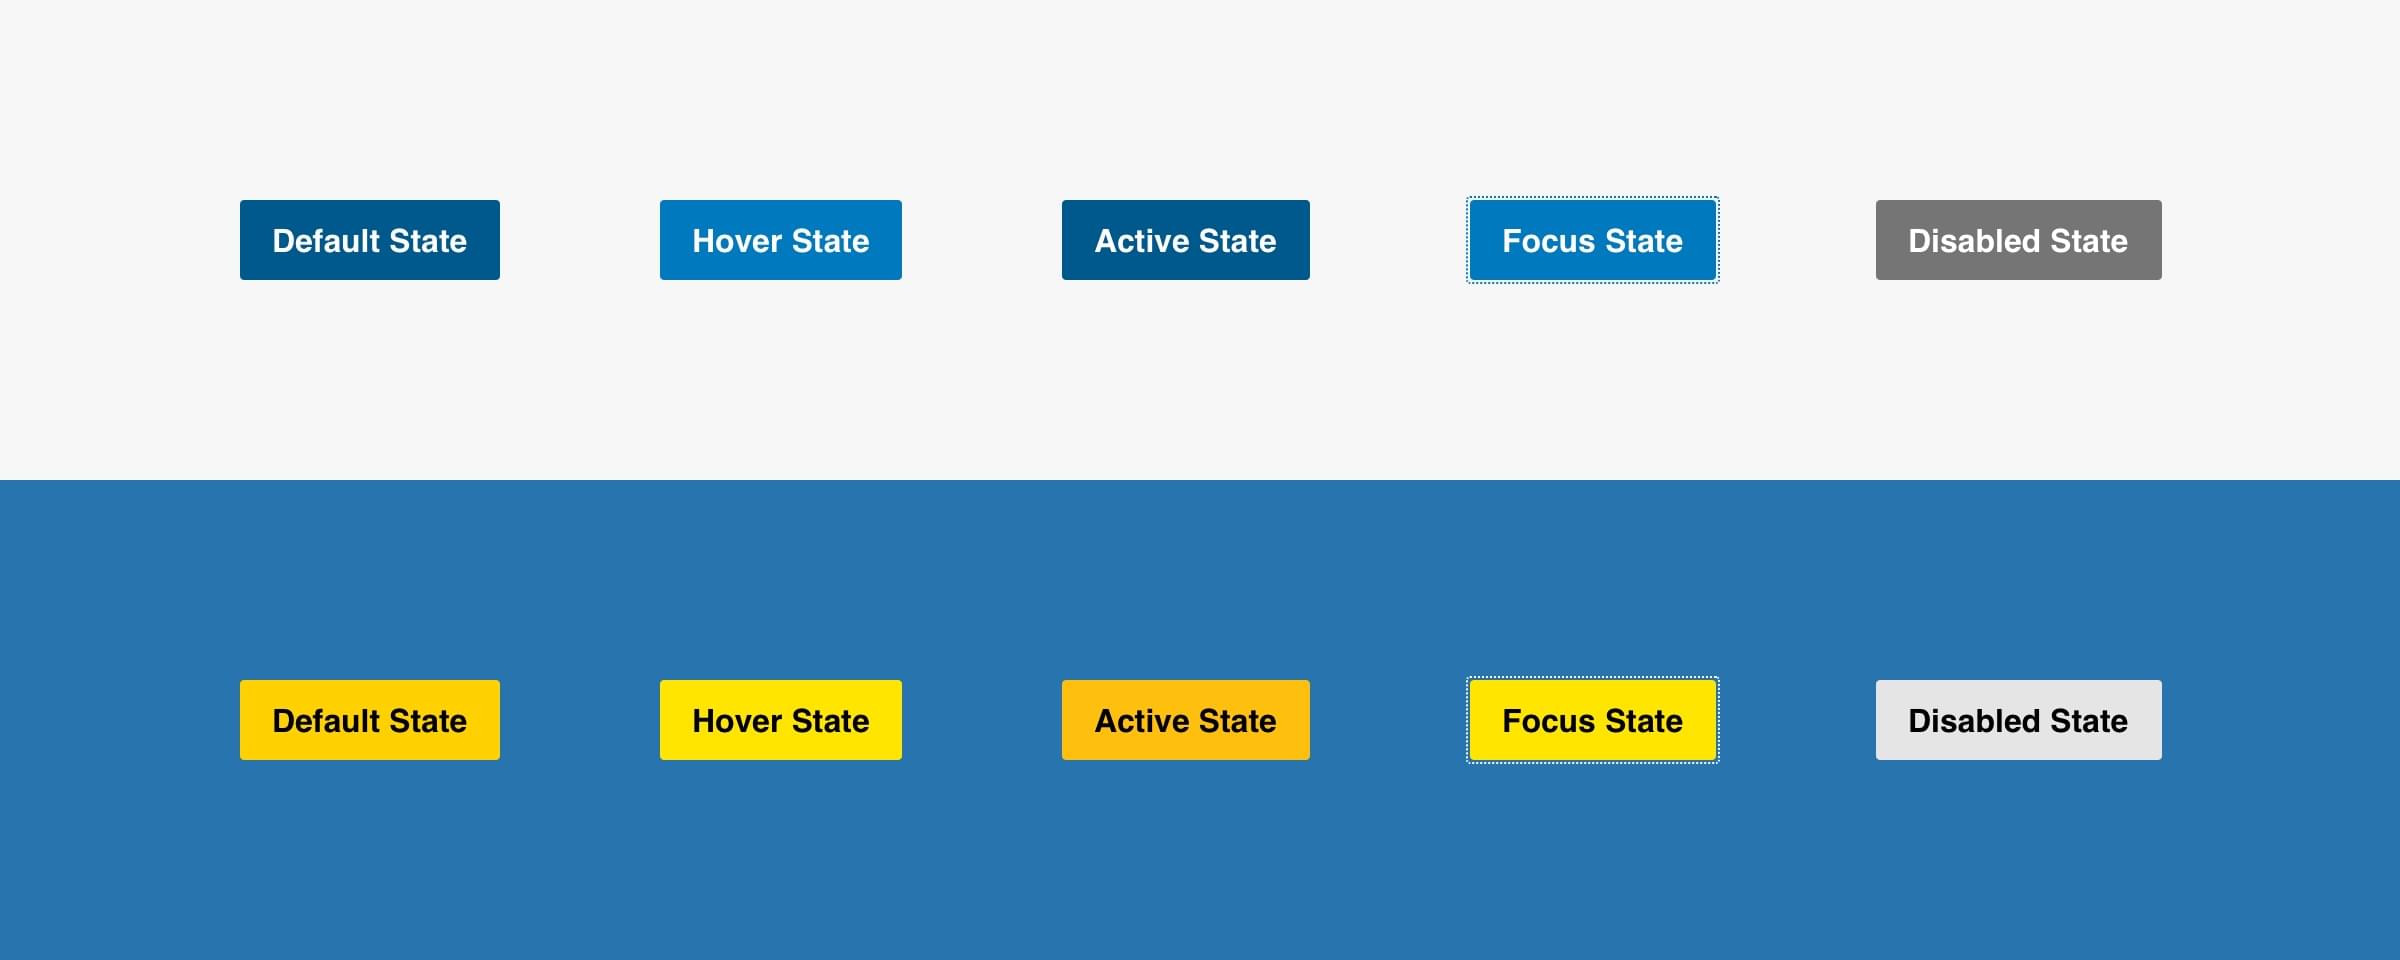 Default State
Hover State
Active State
Focus State
Disabled State
Default State
Hover State
Active State
Focus State
Disabled State